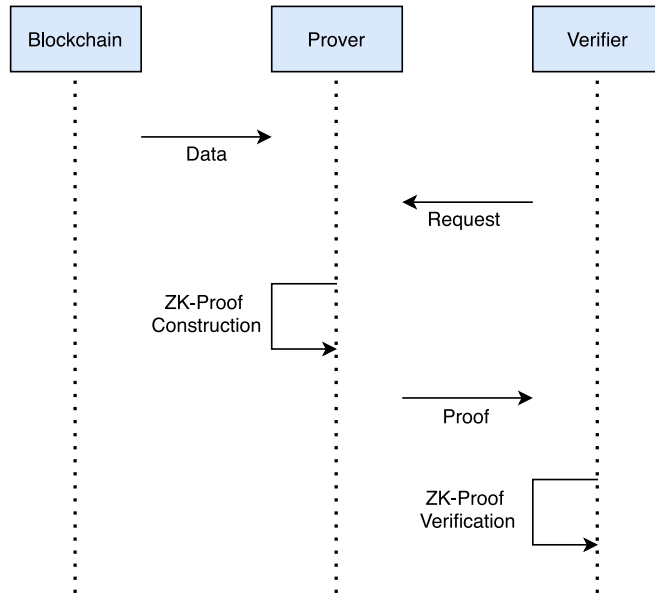 Blockchain
Prover
Verifier
Data
Request
ZK-Proof
Construction
Proof
ZK-Proof
Verification